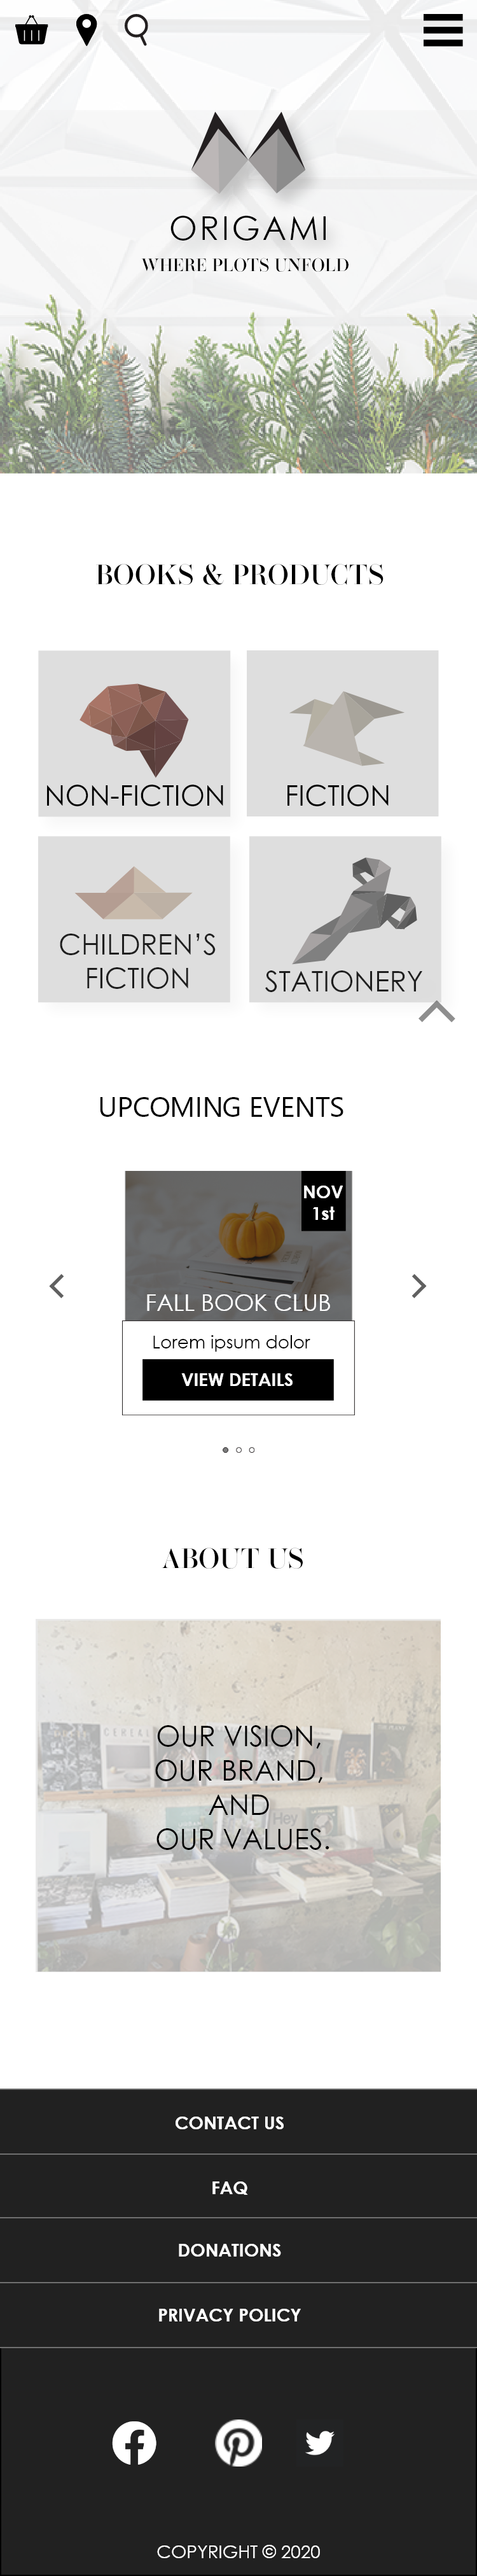 ORIGAMI
WHERE PLOTS UNFOLD
BOOKS & PRODUCTS
NON-FICTION
FICTION
CHILDREN'S
FICTION
STATIONERY
UPCOMING EVENTS
NOV
1st
FALL BOOK CLUB
Lorem ipsum dolor
VIEW DETAILS
ABOUT US
OUR VISION,
OUR BRAND,
AND
OUR VALUES.
CONTACT US
FAQ
DONATIONS
PRIVACY POLICY
COPYRIGHT © 2020